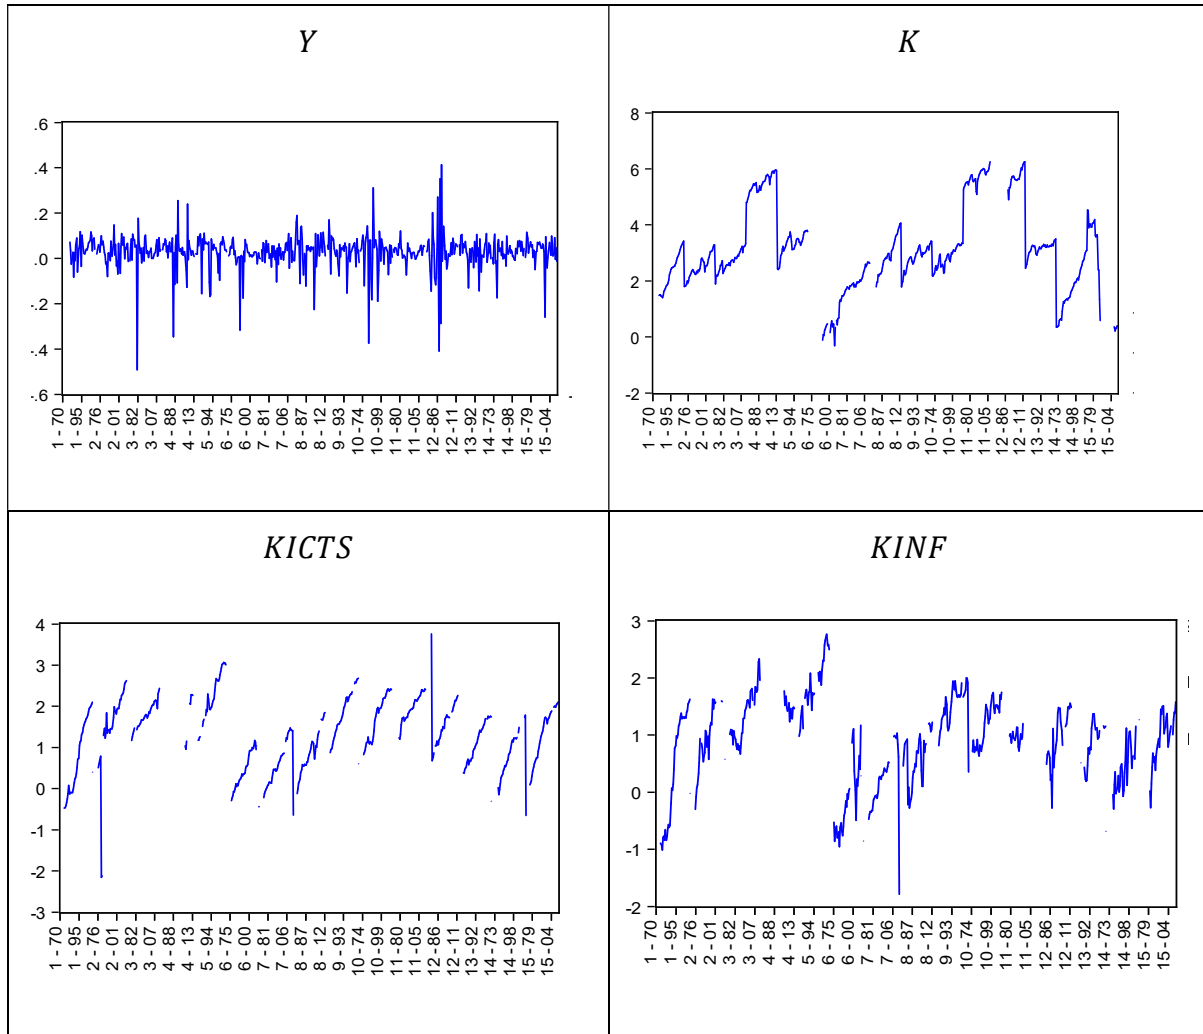 Y
K
.6
.4
.2
.0
-.2
-.4
-.6
1 - 70
1 - 95
2 - 76
2 - 01
3 - 82
3 - 07
4 - 88
4 - 13
5 - 94
6 - 75
6 - 00
7 - 81
7 - 06
8 - 87
8 - 12
9 - 93
10 - 74
10 - 99
11 - 80
11 - 05
12 - 86
12 - 11
13 - 92
14 - 73
14 - 98
15 - 79
15 - 04
8
6
4
2
0
-2
1 - 70
1 - 95
2 - 76
2 - 01
3 - 82
3 - 07
4 - 88
4 - 13
5 - 94
6 - 75
6 - 00
7 - 81
7 - 06
8 - 87
8 - 12
9 - 93
10 - 74
10 - 99
11 - 80
11 - 05
12 - 86
12 - 11
13 - 92
14 - 73
14 - 98
15 - 79
15 - 04
KICTS
KINF
4
3
2
1
0
-1
-2
-3
1 - 70
1 - 95
2 - 76
2 - 01
3 - 82
3 - 07
4 - 88
4 - 13
5 - 94
6 - 75
6 - 00
7 - 81
7 - 06
8 - 87
8 - 12
9 - 93
10 - 74
10 - 99
11 - 80
11 - 05
12 - 86
12 - 11
13 - 92
14 - 73
14 - 98
15 - 79
15 - 04
3
2
1
0
-1
-2
1 - 70
1 - 95
2 - 76
2 - 01
3 - 82
3 - 07
4 - 88
4 - 13
5 - 94
6 - 75
6 - 00
7 - 81
7 - 06
8 - 87
8 - 12
9 - 93
10 - 74
10 - 99
11 - 80
11 - 05
12 - 86
12 - 11
13 - 92
14 - 73
14 - 98
15 - 79
15 - 04